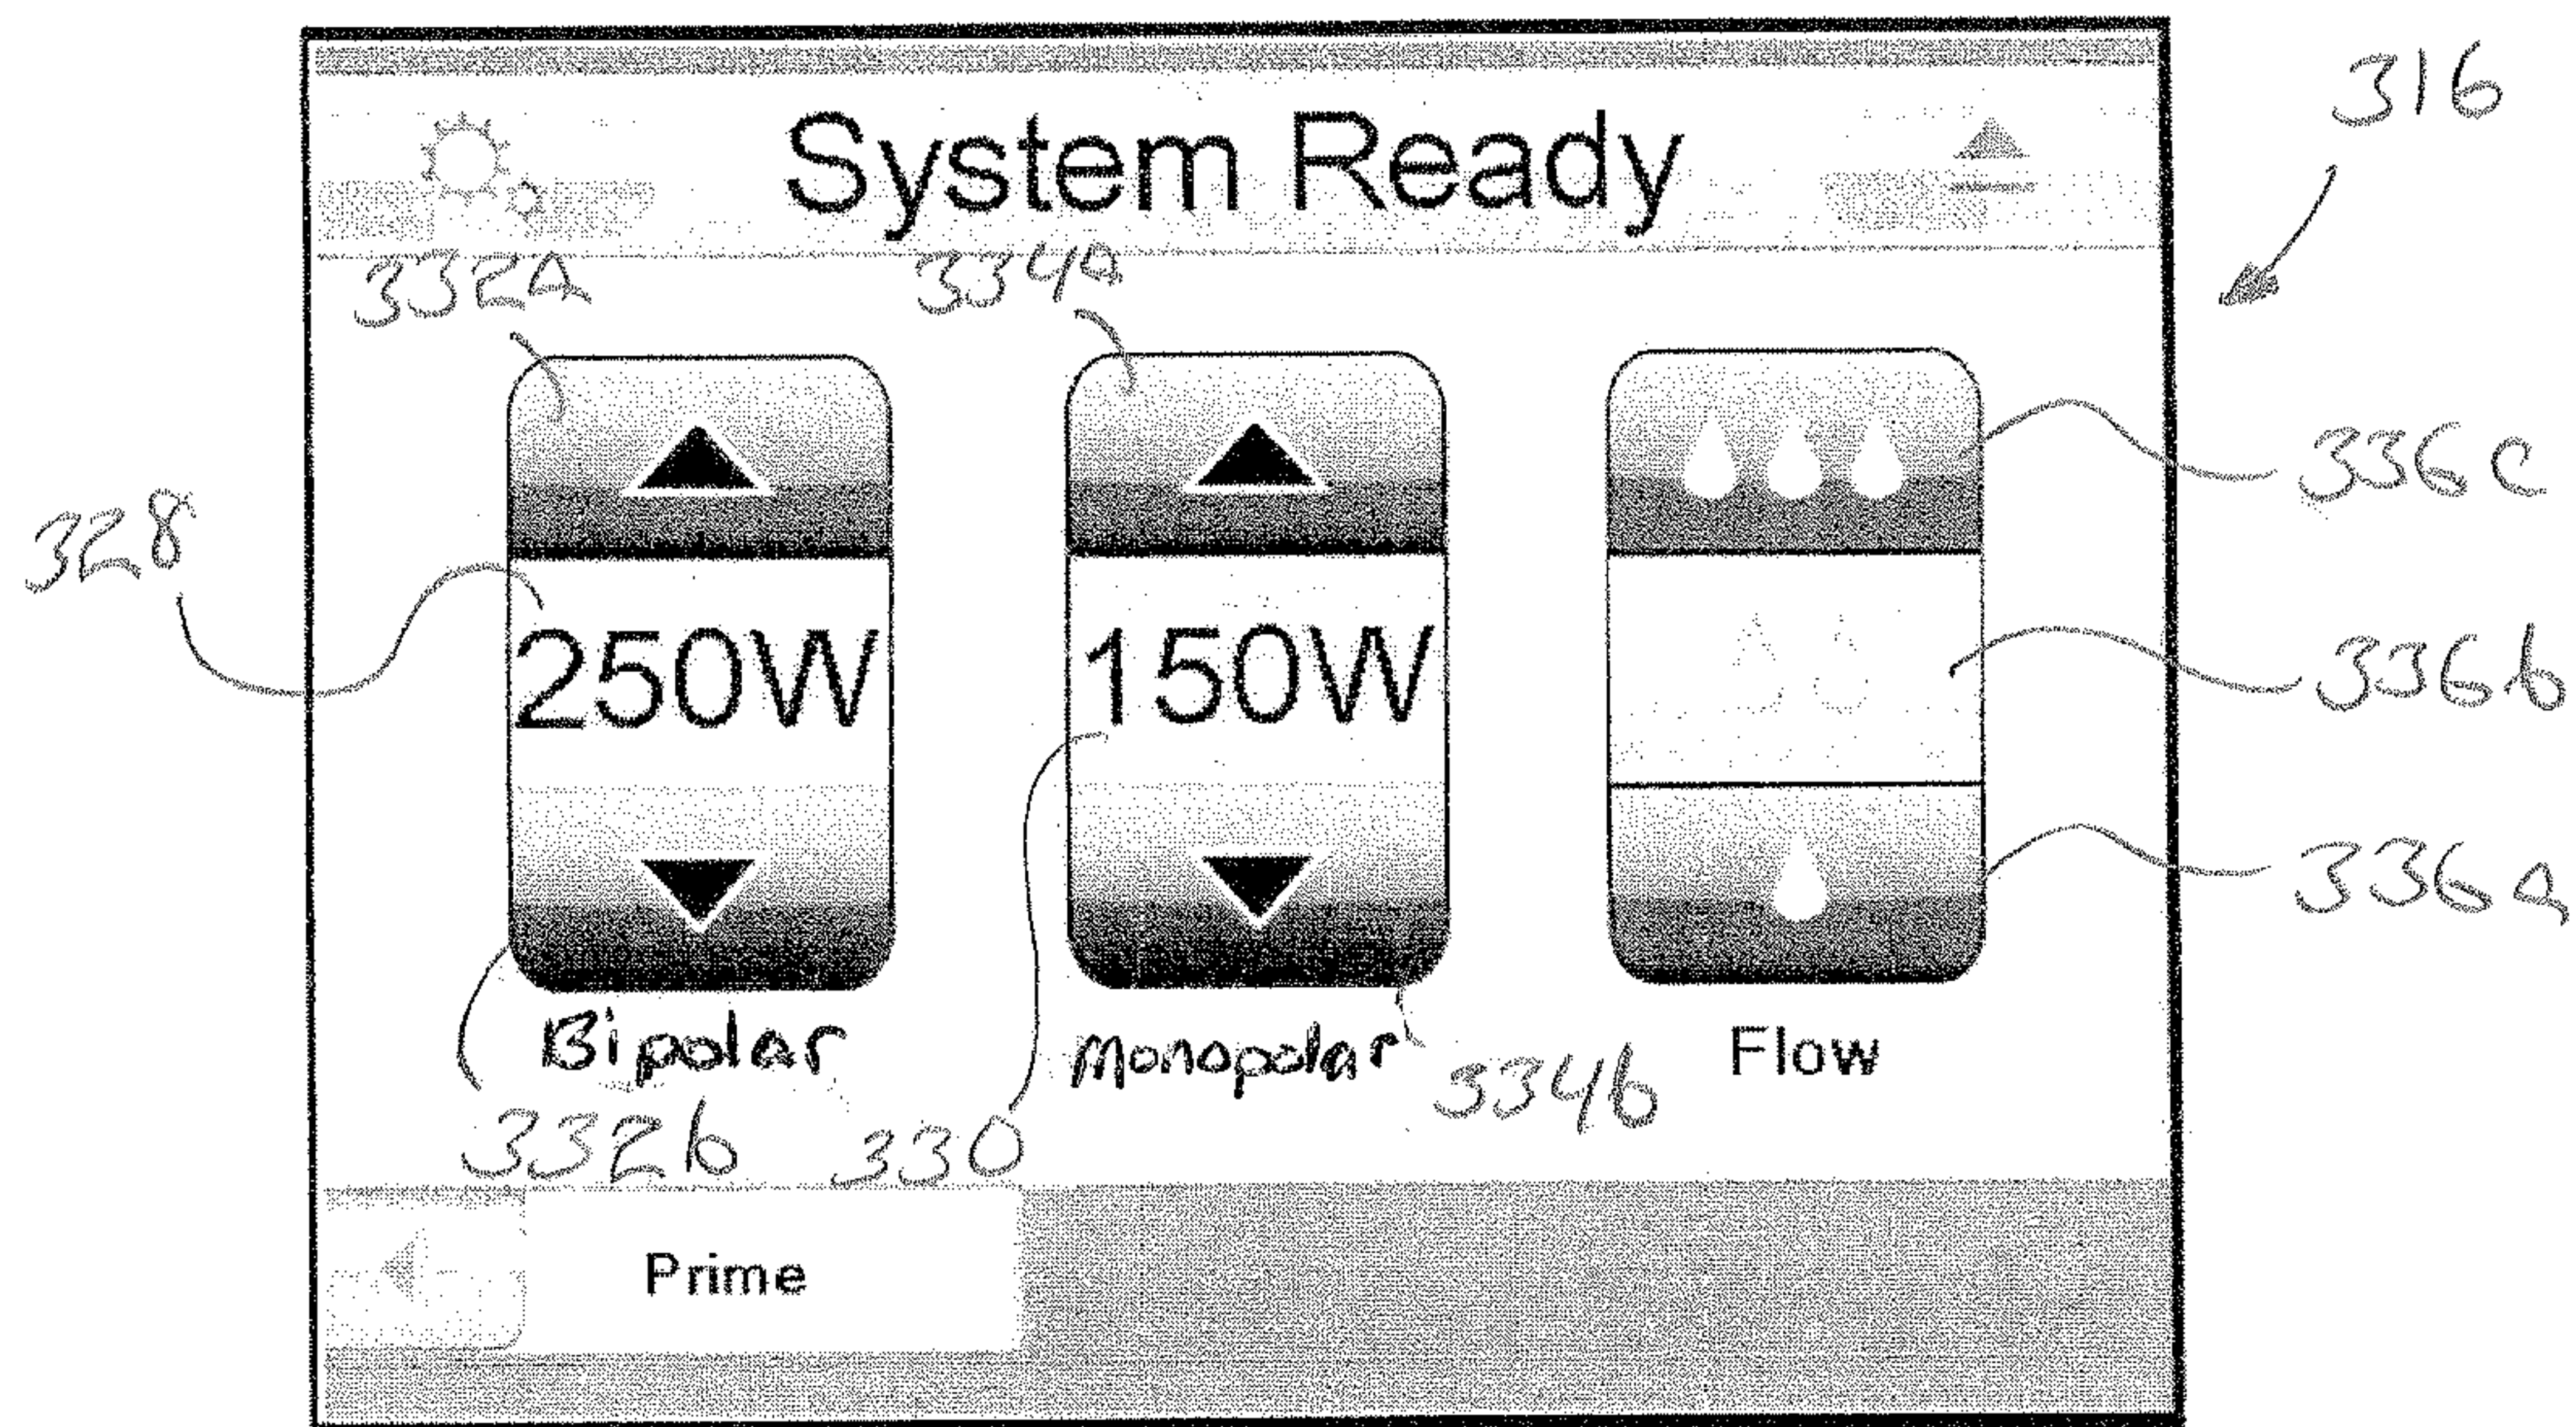 System Ready
316
332A
334A
336c
328
250W
150W
336b
336a
Bipolar
Monopolar
Flow
334b
332b
330
Prime